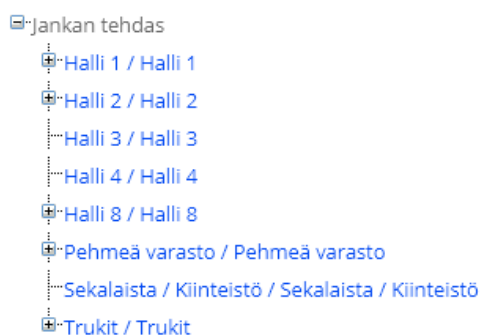 Jankan tehdas
Halli 1 / Halli 1
Halli 2 / Halli 2
Halli 3 / Halli 3
Halli 4 / Halli 4
Halli 8 / Halli 8
Pehmeä varasto / Pehmeä varasto
Sekalaista / Kiinteistö / Sekalaista / Kiinteistö
Trukit / Trukit